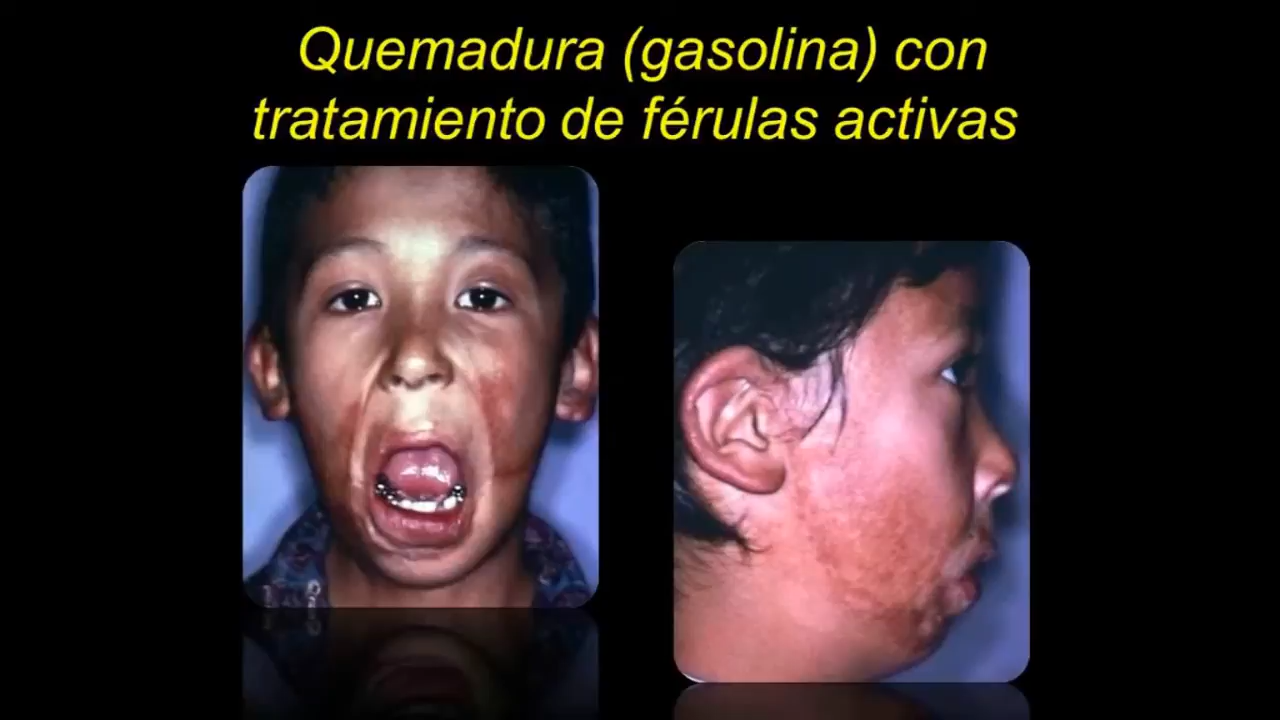 Quemadura (gasolina) con
tratamiento de férulas activas